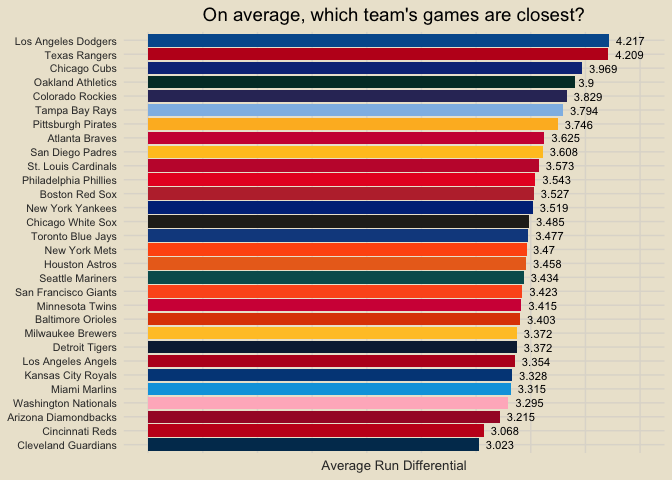 On average, which team's games are closest?
Los Angeles Dodgers 4.217
Texas Rangers 4.209
Chicago Cubs 3.969
Oakland Athletics 3.9
Colorado Rockies 3.829
Tampa Bay Rays 3.794
Pittsburgh Pirates 3.746
Atlanta Braves 3.625
San Diego Padres 3.608
St. Louis Cardinals 3.573
Philadelphia Phillies 3.543
Boston Red Sox 3.527
New York Yankees 3.519
Chicago White Sox 3.485
Toronto Blue Jays 3.477
New York Mets 3.47
Houston Astros 3.458
Seattle Mariners 3.434
San Francisco Giants 3.423
Minnesota Twins 3.415
Baltimore Orioles 3.403
Milwaukee Brewers 3.372
Detroit Tigers 3.372
Los Angeles Angels 3.354
Kansas City Royals 3.328
Miami Marlins 3.315
Washington Nationals 3.295
Arizona Diamondbacks 3.215
Cincinnati Reds 3.068
Cleveland Guardians 3.023
Average Run Differential